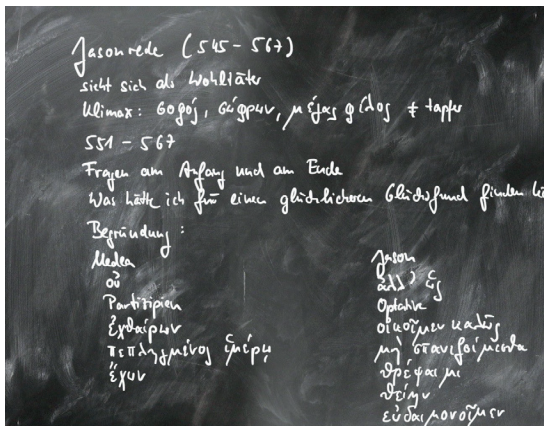 Jasonrede (545 - 567)
sieht sich als Wohltäter
Klimax: σοφός, σώφρων, μέγας φίλος ≠ tapfer
551 - 567
Fragen am Anfang und am Ende
Was hätte ich für einen glücklicheren Glücksfund finden
Begründung:
Medea
οὐ
Partizipien
ἐχθαίρων
πεπληγμένος ἱμέρῳ
ἔχων
Jason
ἀλλ' ὡς
Optative
οἰκοῖμεν καλῶς
μὴ σπανιζοίμεσθα
θρέψαιμι
θείην
εὐδαιμονοῖμεν